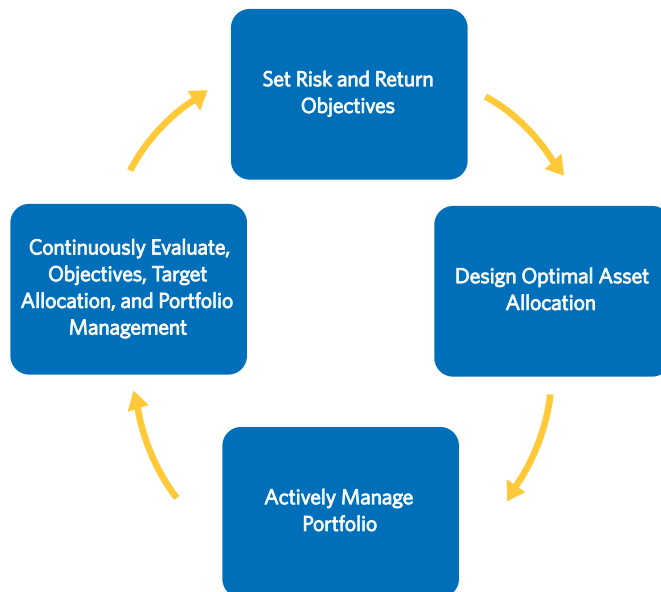 Set Risk and Return
Objectives
Design Optimal Asset
Allocation
Actively Manage
Portfolio
Continuously Evaluate,
Objectives, Target
Allocation, and Portfolio
Management